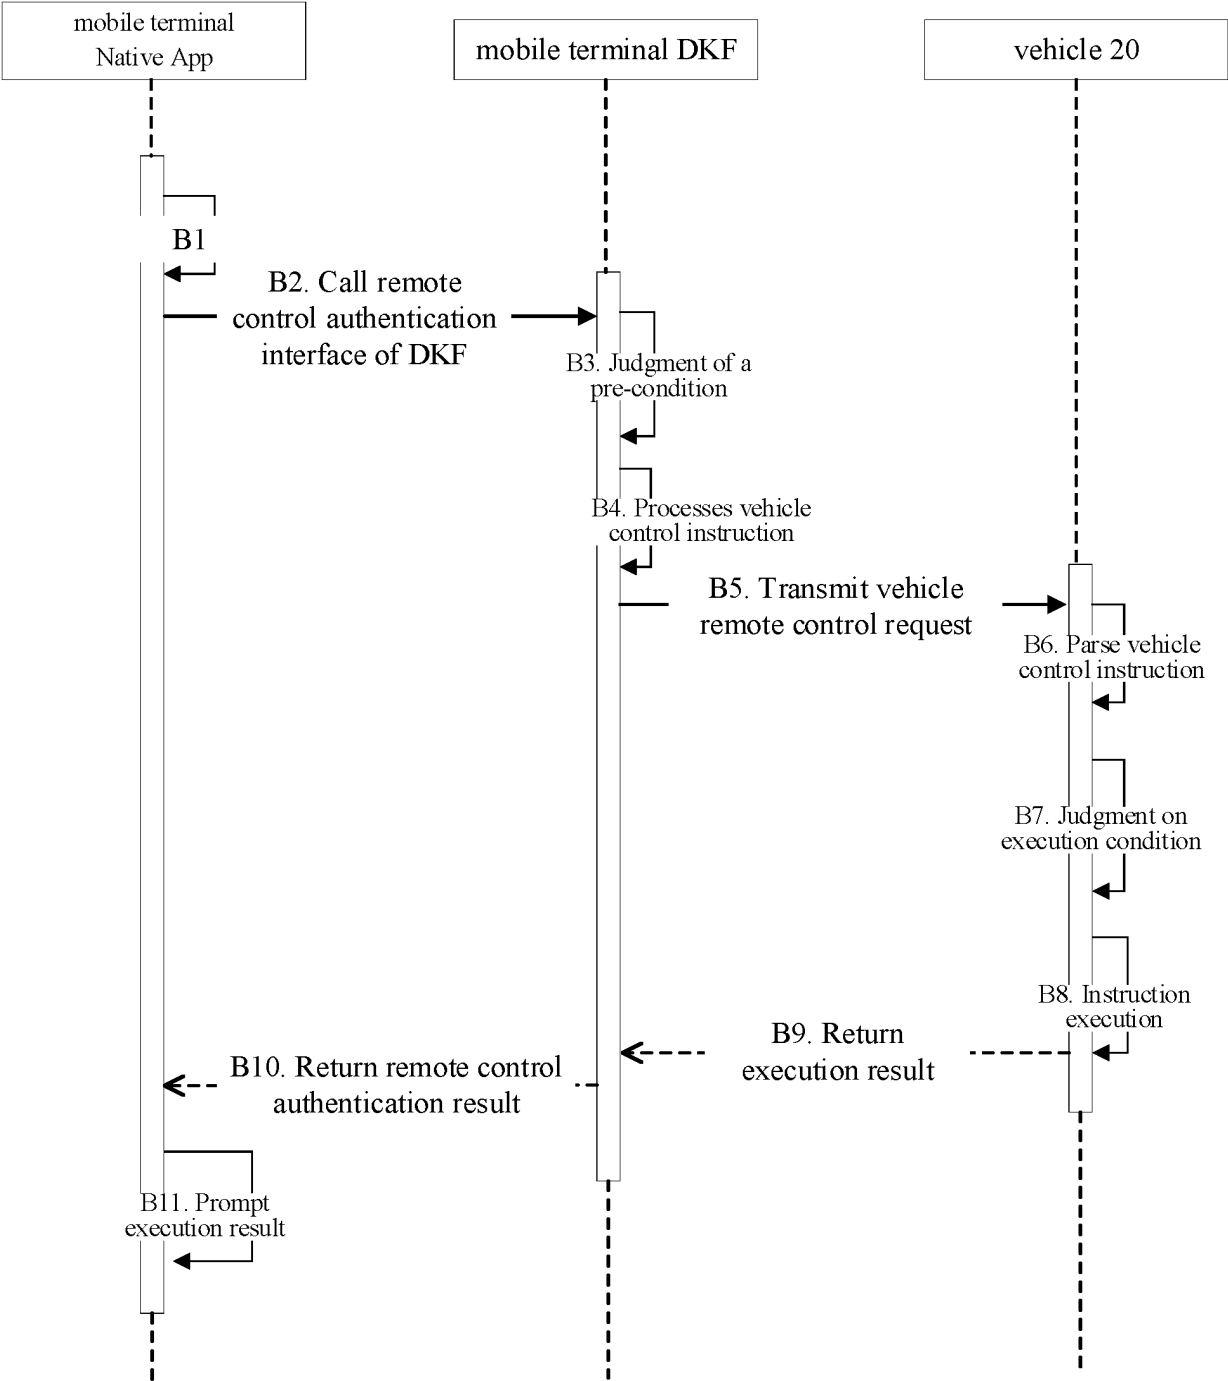 mobile terminal
Native App
mobile terminal DKF
vehicle 20
B1
B2. Call remote
control authentication
interface of DKF
B3. Judgment of a
pre-condition
B4. Processes vehicle
control instruction
B5. Transmit vehicle
remote control request
B6. Parse vehicle
control instruction
B7. Judgment on
execution condition
B8. Instruction
execution
B9. Return
execution result
B10. Return remote control
authentication result
B11. Prompt
execution result